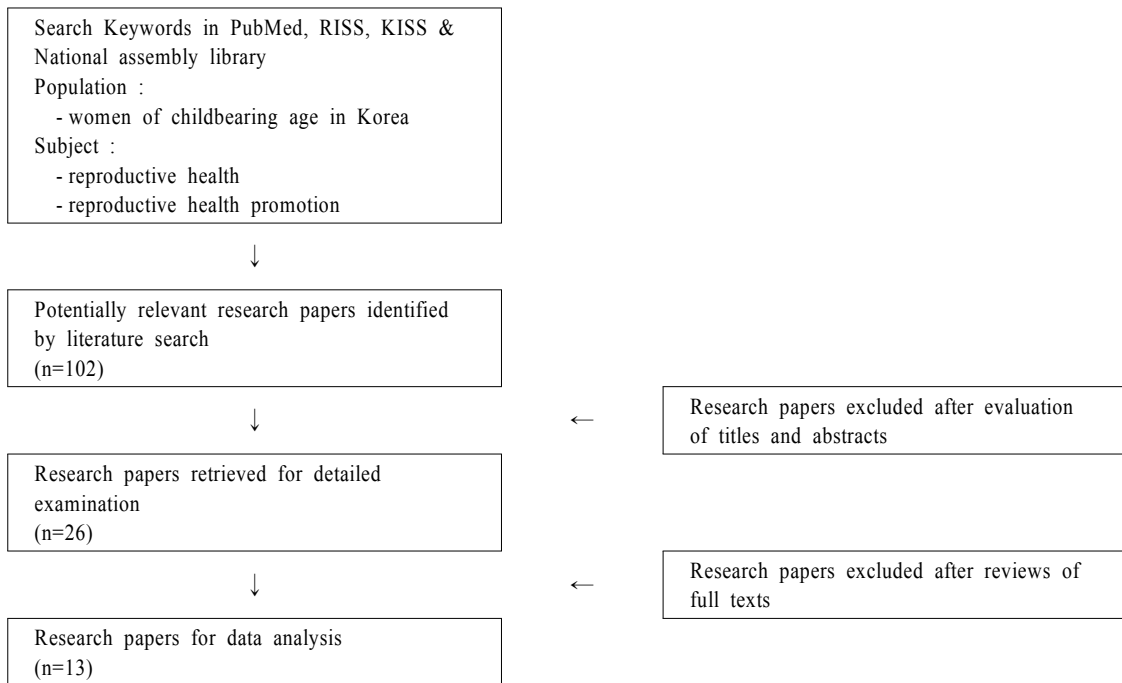 Search Keywords in PubMed, RISS, KISS &
National assembly library
Population :
- women of childbearing age in Korea
Subject :
- reproductive health
- reproductive health promotion
↓
Potentially relevant research papers identified
by literature search
(n=102)
↓
←
Research papers excluded after evaluation
of titles and abstracts
Research papers retrieved for detailed
examination
(n=26)
↓
←
Research papers excluded after reviews of
full texts
Research papers for data analysis
(n=13)